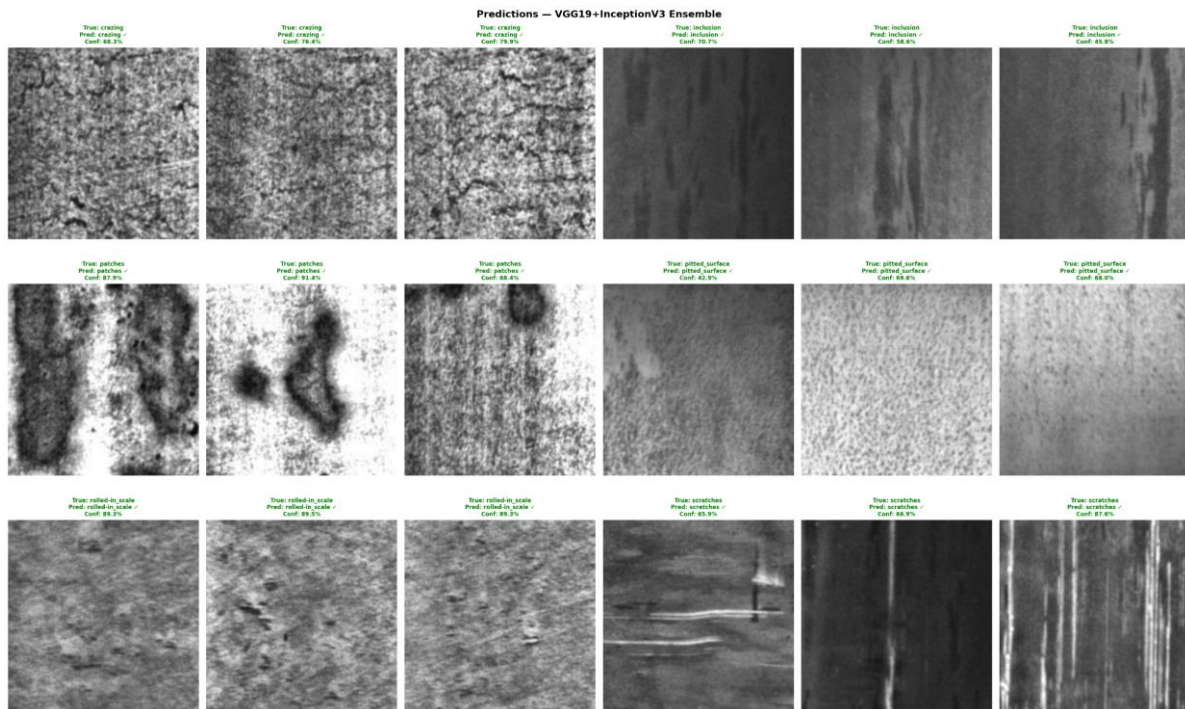 Predictions — VGG19+InceptionV3 Ensemble
True: crazing
Pred: crazing ✓
Conf: 68.3%
True: crazing
Pred: crazing ✓
Conf: 76.4%
True: crazing
Pred: crazing ✓
Conf: 79.9%
True: inclusion
Pred: inclusion ✓
Conf: 70.7%
True: inclusion
Pred: inclusion ✓
Conf: 58.6%
True: inclusion
Pred: inclusion ✓
Conf: 45.8%
True: patches
Pred: patches ✓
Conf: 87.9%
True: patches
Pred: patches ✓
Conf: 91.4%
True: patches
Pred: patches ✓
Conf: 68.4%
True: pitted_surface
Pred: pitted_surface ✓
Conf: 42.9%
True: pitted_surface
Pred: pitted_surface ✓
Conf: 69.6%
True: pitted_surface
Pred: pitted_surface ✓
Conf: 68.0%
True: rolled-in_scale
Pred: rolled-in_scale ✓
Conf: 89.3%
True: rolled-in_scale
Pred: rolled-in_scale ✓
Conf: 89.5%
True: rolled-in_scale
Pred: rolled-in_scale ✓
Conf: 89.3%
True: scratches
Pred: scratches ✓
Conf: 65.9%
True: scratches
Pred: scratches ✓
Conf: 66.9%
True: scratches
Pred: scratches ✓
Conf: 87.6%